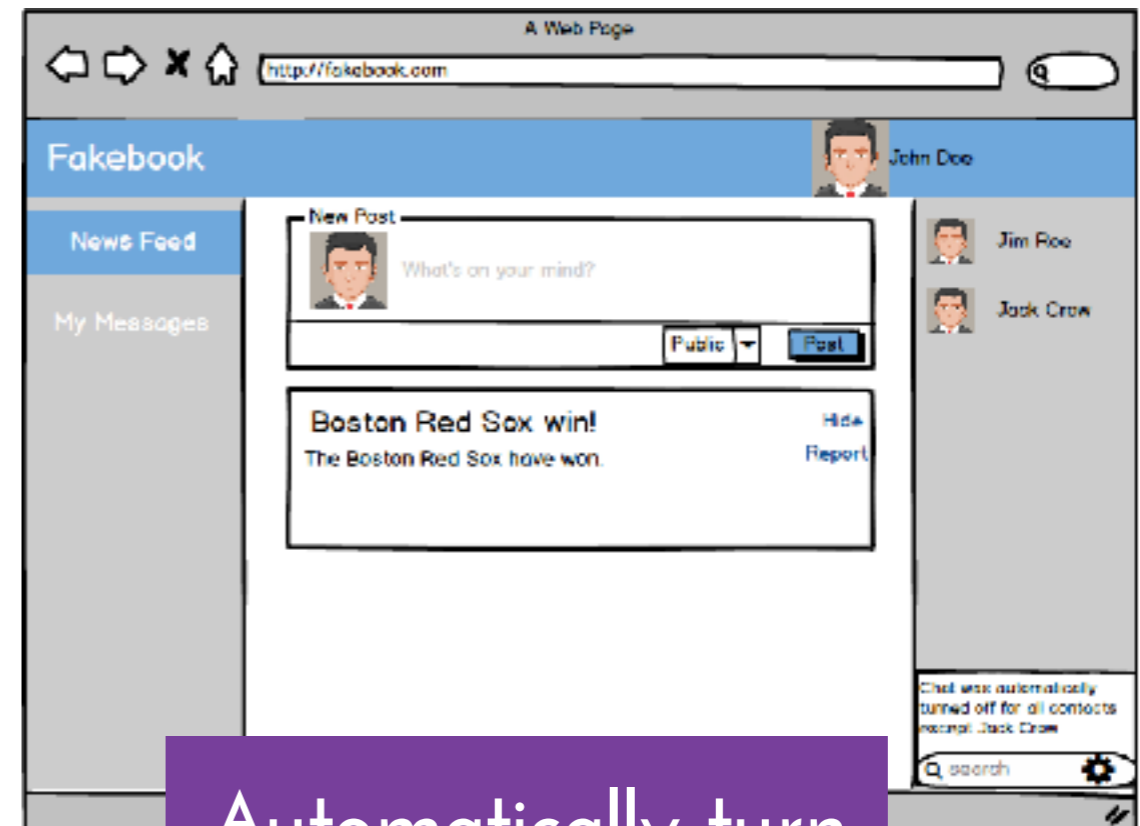 A Web Page
http://fakebook.com
Fakebook
John Doe
News Feed
My Messages
New Post
What's on your mind?
Public
Post
Boston Red Sox win!
The Boston Red Sox have won.
Hide
Report
Jim Roe
Jack Crow
Chat was automatically
turned off for all contacts
except Jack Crow
search
Automatically turn